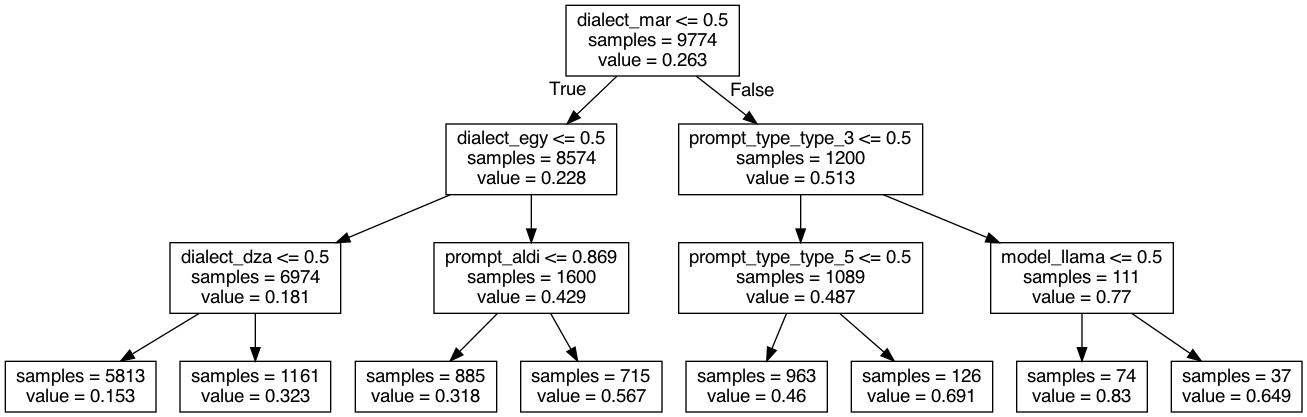 dialect_mar <= 0.5
samples = 9774
value = 0.263
True
False
dialect_egy <= 0.5
samples = 8574
value = 0.228
prompt_type_type_3 <= 0.5
samples = 1200
value = 0.513
dialect_dza <= 0.5
samples = 6974
value = 0.181
prompt_aldi <= 0.869
samples = 1600
value = 0.429
prompt_type_type_5 <= 0.5
samples = 1089
value = 0.487
model_llama <= 0.5
samples = 111
value = 0.77
samples = 5813
value = 0.153
samples = 1161
value = 0.323
samples = 885
value = 0.318
samples = 715
value = 0.567
samples = 963
value = 0.46
samples = 126
value = 0.691
samples = 74
value = 0.83
samples = 37
value = 0.649